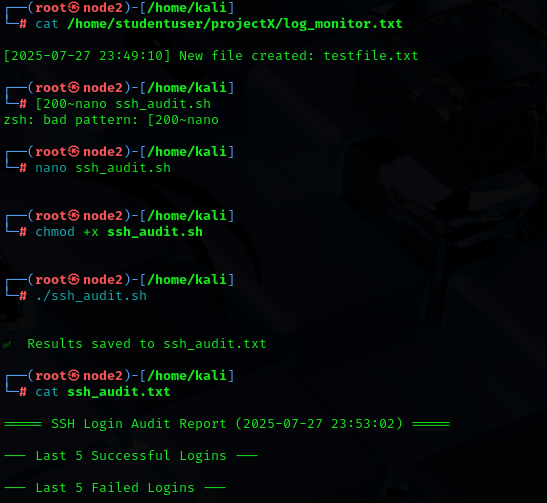 ┌──(root㉿node2)-[/home/kali]
└─# cat /home/studentuser/projectX/log_monitor.txt
[2025-07-27 23:49:10] New file created: testfile.txt
┌──(root㉿node2)-[/home/kali]
└─# [200~nano ssh_audit.sh
zsh: bad pattern: [200~nano
┌──(root㉿node2)-[/home/kali]
└─# nano ssh_audit.sh
┌──(root㉿node2)-[/home/kali]
└─# chmod +x ssh_audit.sh
┌──(root㉿node2)-[/home/kali]
└─# ./ssh_audit.sh
✅ Results saved to ssh_audit.txt
┌──(root㉿node2)-[/home/kali]
└─# cat ssh_audit.txt
===== SSH Login Audit Report (2025-07-27 23:53:02) =====
--- Last 5 Successful Logins ---
--- Last 5 Failed Logins ---